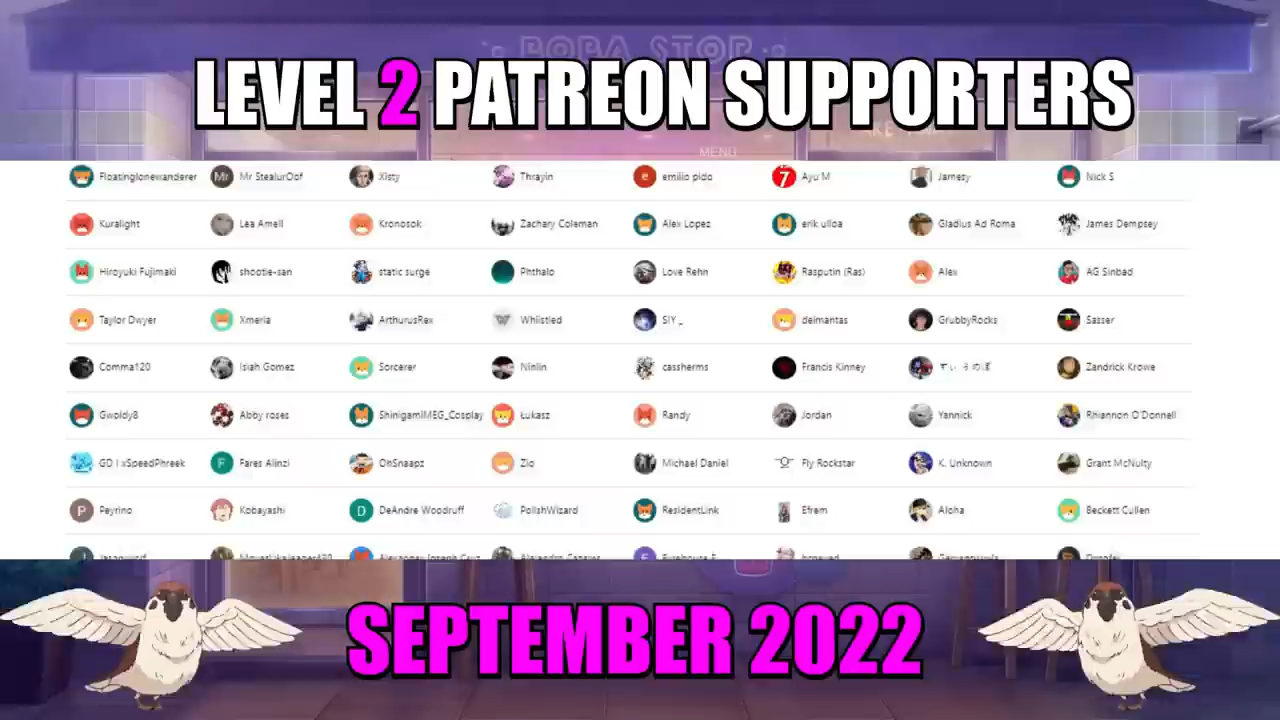 BOBA STOP
LEVEL 2 PATREON SUPPORTERS
MENU
Floatinglonewanderer Mr Mr StealurOof Xisty Thrayin e emilio pido 7 Ayu M Jamesy Nick S
Kuralight Lea Amell Kronosok Zachary Coleman Alex Lopez erik ulloa Gladius Ad Roma James Dempsey
Hiroyuki Fujimaki shootie-san static surge Phthalo Love Rehn Rasputin (Ras) Alex AG Sinbad
Taylor Dwyer Xmeria ArthurusRex W Whiistled SIY _ deimantas GrubbyRocks Satser
Comma120 Isiah Gomez Sorcerer Ninlin cassherms Francis Kinney Zandrick Krowe
Gwoldy8 Abby roses ShinigamIMEG_Cosplay Łukasz Randy Jordan Yannick Rhiannon O'Donnell
GD I xSpeedPhreek F Fares Alinzi OhSnaapz Zio Michael Daniel Fly Rockstar K. Unknown Grant McNulty
P Peyrino Kobayashi D DeAndre Woodruff PolishWizard ResidentLink Efrem Aloha Beckett Cullen
SEPTEMBER 2022